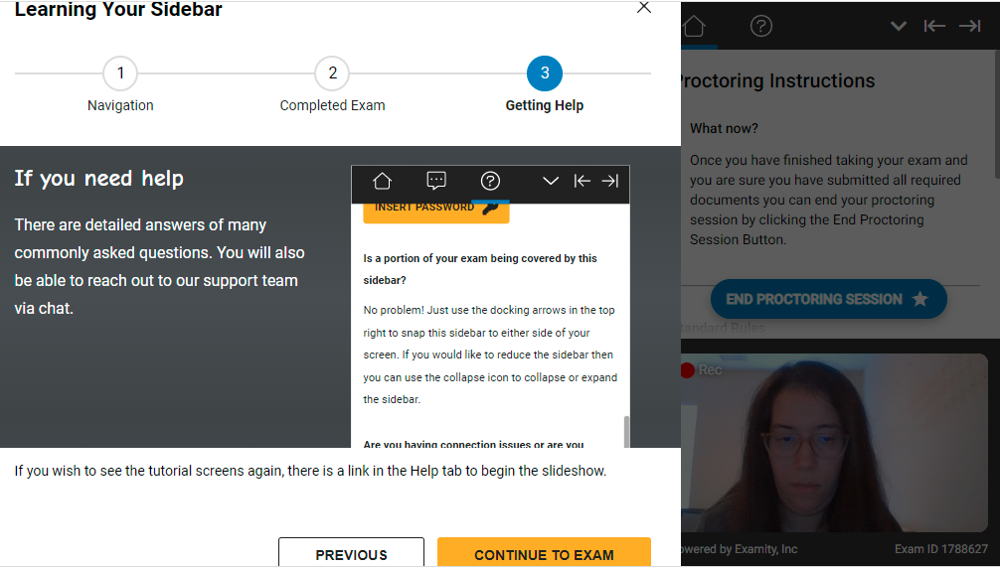 Learning Your Sidebar
1
2
3
Navigation
Completed Exam
Getting Help
If you need help
There are detailed answers of many
commonly asked questions. You will also
be able to reach out to our support team
via chat.
INSERT PASSWORD
Is a portion of your exam being covered by this
sidebar?
No problem! Just use the docking arrows in the top
right to snap this sidebar to either side of your
screen. If you would like to reduce the sidebar then
you can use the collapse icon to collapse or expand
the sidebar.
Are you having connection issues or are you
If you wish to see the tutorial screens again, there is a link in the Help tab to begin the slideshow.
PREVIOUS
CONTINUE TO EXAM
roctoring Instructions
What now?
Once you have finished taking your exam and
you are sure you have submitted all required
documents you can end your proctoring
session by clicking the End Proctoring
Session Button.
END PROCTORING SESSION
tandard Rules
Rec
owered by Examity, Inc
Exam ID 1788627